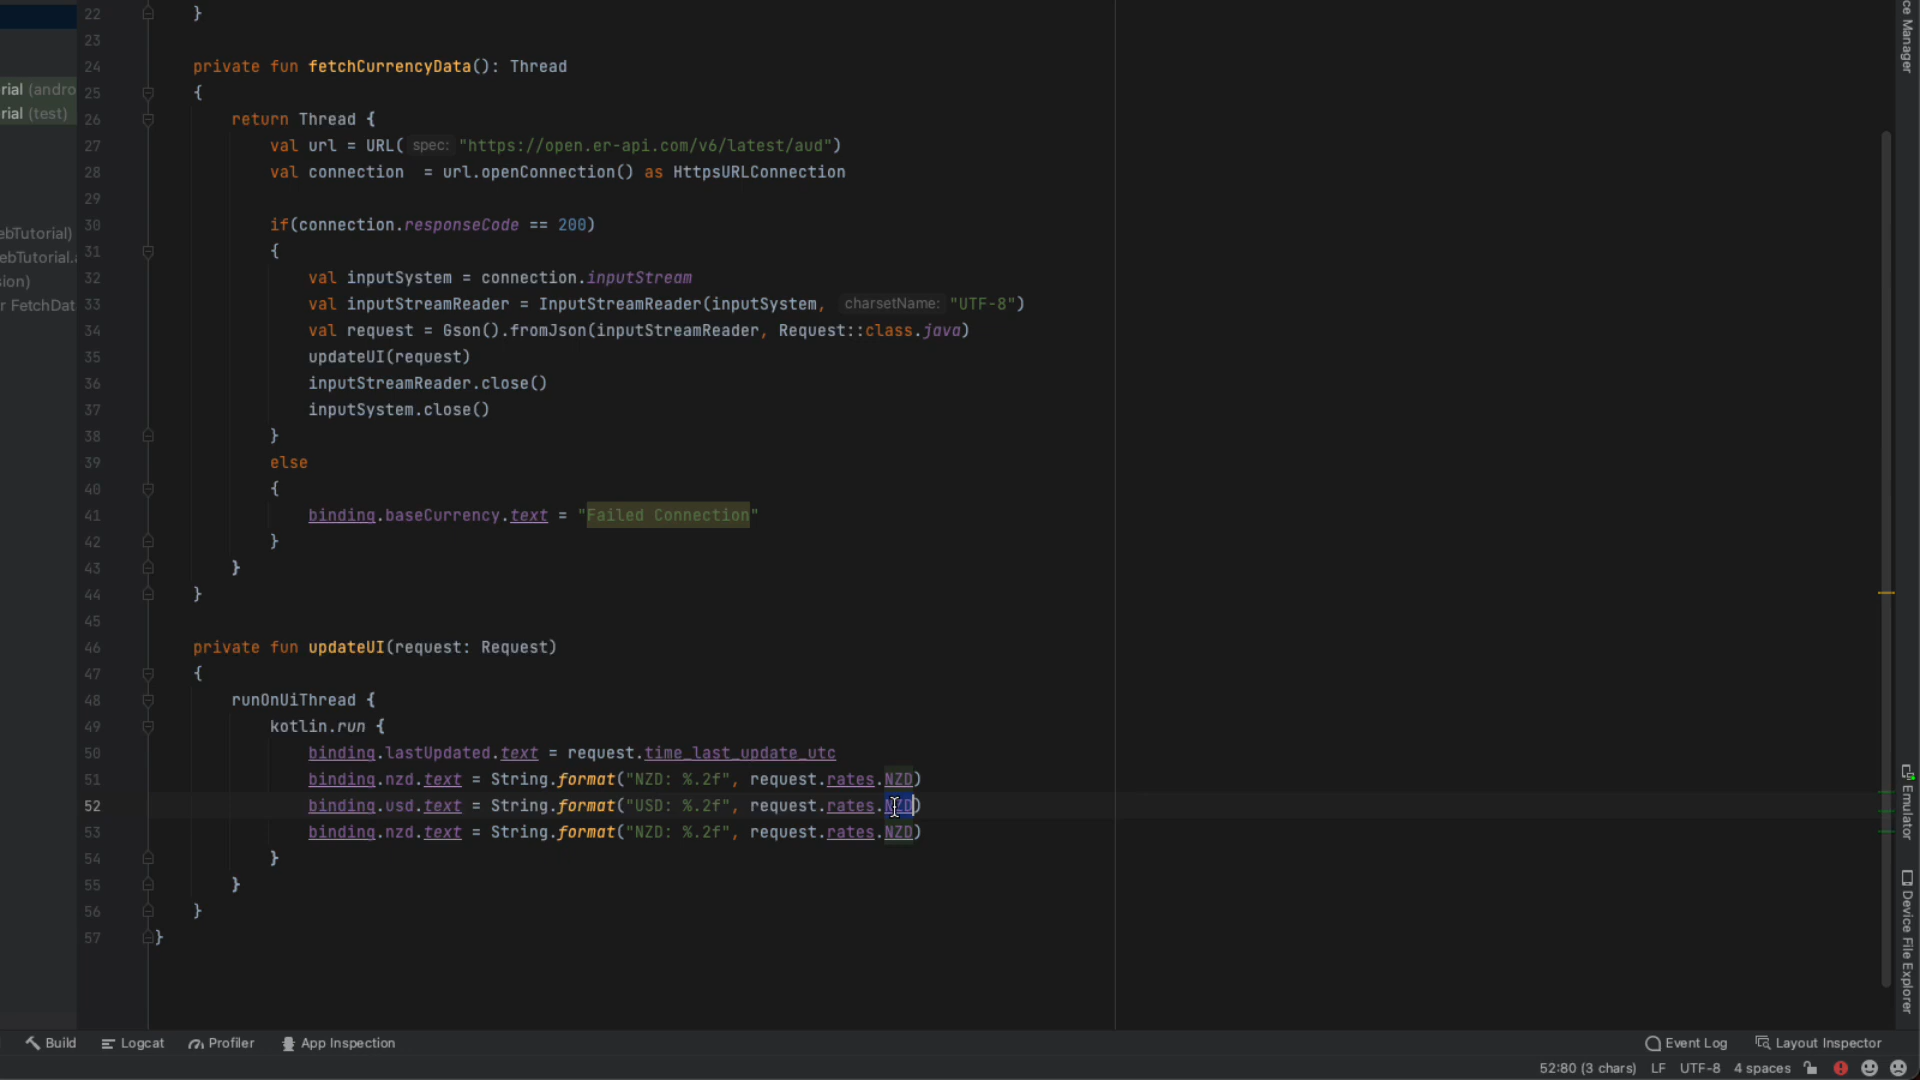 22 }
23
24 private fun fetchCurrencyData(): Thread
25 {
26 return Thread {
27 val url = URL( spec: "https://open.er-api.com/v6/latest/aud")
28 val connection  = url.openConnection() as HttpsURLConnection
29
30 if(connection.responseCode == 200)
31 {
32 val inputSystem = connection.inputStream
33 val inputStreamReader = InputStreamReader(inputSystem, charsetName: "UTF-8")
34 val request = Gson().fromJson(inputStreamReader, Request::class.java)
35 updateUI(request)
36 inputStreamReader.close()
37 inputSystem.close()
38 }
39 else
40 {
41 binding.baseCurrency.text = "Failed Connection"
42 }
43 }
44 }
45
46 private fun updateUI(request: Request)
47 {
48 runOnUiThread {
49 kotlin.run {
50 binding.lastUpdated.text = request.time_last_update_utc
51 binding.nzd.text = String.format("NZD: %.2f", request.rates.NZD)
52 binding.usd.text = String.format("USD: %.2f", request.rates.NZD)
53 binding.nzd.text = String.format("NZD: %.2f", request.rates.NZD)
54 }
55 }
56 }
57 }
rial (andro
rial (test)
ebTutorial)
ebTutorial.a
sion)
r FetchDat
ce Manager
Emulator
Device File Explorer
Build Logcat Profiler App Inspection Event Log Layout Inspector
52:80 (3 chars) LF UTF-8 4 spaces